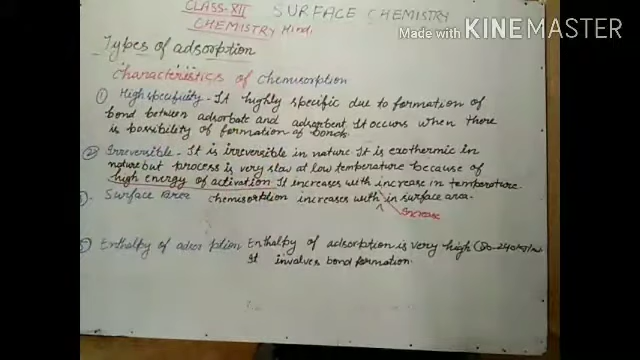 CLASS-XII SURFACE CHEMISTRY
CHEMISTRY Hindi
Made with KINEMASTER
Types of adsorption
Characteristics of chemisorption
① High specificity - It highly specific due to formation of
bond between adsorbate and adsorbent. It occurs when there
is possibility of formation of bonds
② Irreversible - It is irreversible in nature. It is exothermic in
nature but process is very slow at low temperature because of
high energy of activation. It increases with increase in temperature.
Surface area chemisorption increases with ^ in surface area.
increase
Enthalpy of adsorption Enthalpy of adsorption is very high
It involves bond formation.